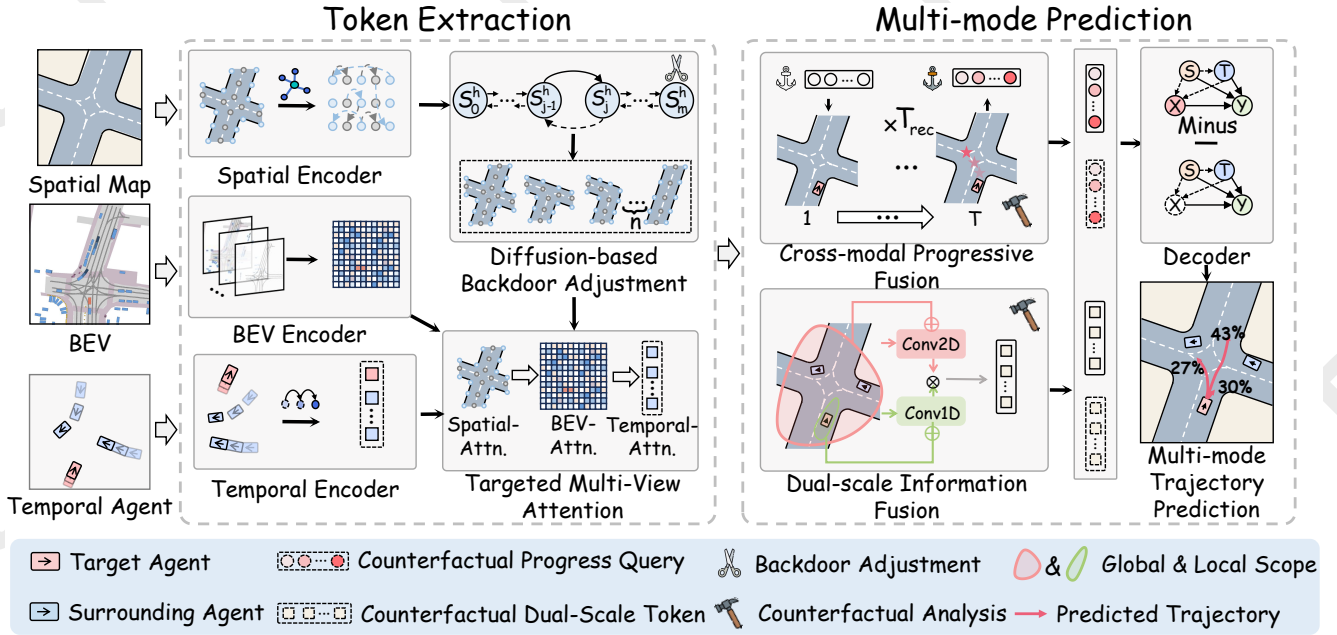 Token Extraction
Multi-mode Prediction
Spatial Map
BEV
Temporal Agent
Spatial Encoder
BEV Encoder
Temporal Encoder
S₀ʰ
Sⱼ₋₁ʰ
Sⱼʰ
Sₘʰ
n
Diffusion-based
Backdoor Adjustment
Spatial-
Attn.
BEV-
Attn.
Temporal-
Attn.
Targeted Multi-View
Attention
×T_rec
1
T
Cross-modal Progressive
Fusion
Conv2D
Conv1D
Dual-scale Information
Fusion
S
T
X
Y
Minus
S
T
X
Y
Decoder
43%
27%
30%
Multi-mode
Trajectory
Prediction
Target Agent
Counterfactual Progress Query
Backdoor Adjustment
& Global & Local Scope
Surrounding Agent
Counterfactual Dual-Scale Token
Counterfactual Analysis
Predicted Trajectory